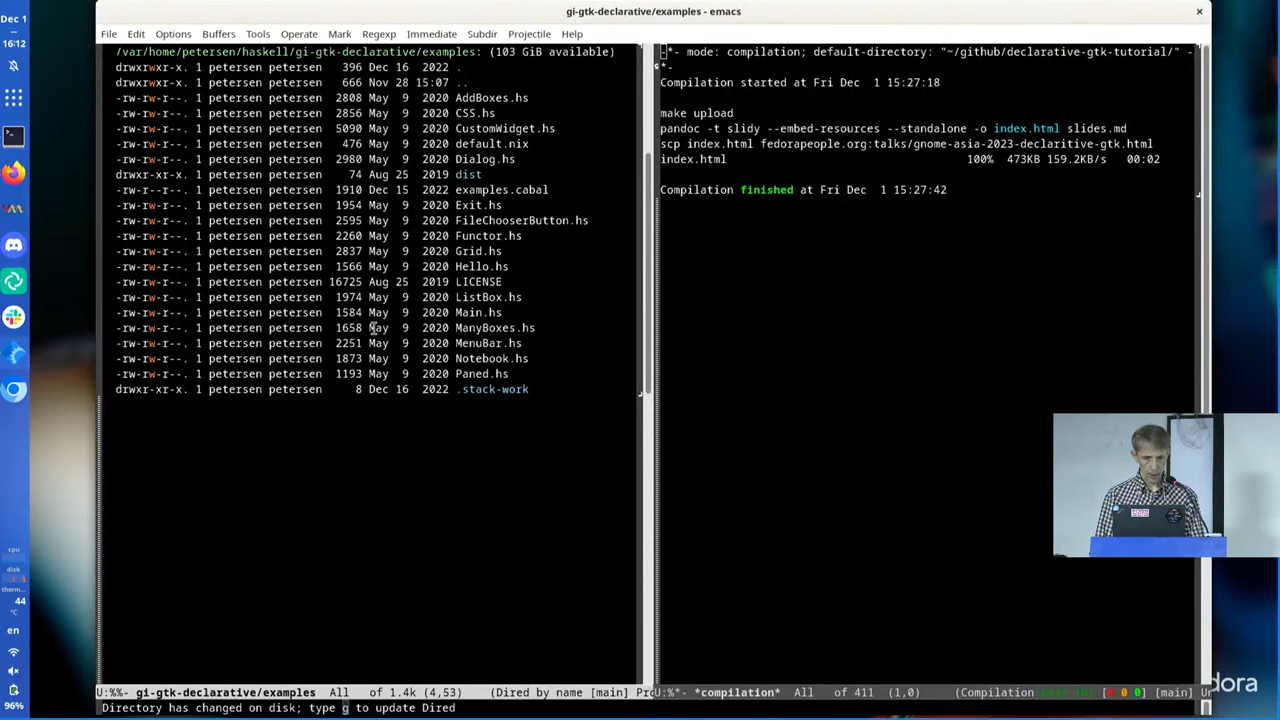 Dec 1
16:12
gi-gtk-declarative/examples - emacs
File Edit Options Buffers Tools Operate Mark Regexp Immediate Subdir Projectile Help
/var/home/petersen/haskell/gi-gtk-declarative/examples: (103 GiB available)
drwxrwxr-x. 1 petersen petersen 396 Dec 16 2022 .
drwxrwxr-x. 1 petersen petersen 666 Nov 28 15:07 ..
-rw-rw-r--. 1 petersen petersen 2808 May 9 2020 AddBoxes.hs
-rw-rw-r--. 1 petersen petersen 2856 May 9 2020 CSS.hs
-rw-rw-r--. 1 petersen petersen 5090 May 9 2020 CustomWidget.hs
-rw-rw-r--. 1 petersen petersen 476 May 9 2020 default.nix
-rw-rw-r--. 1 petersen petersen 2980 May 9 2020 Dialog.hs
drwxrwxr-x. 1 petersen petersen 74 Aug 25 2019 dist
-rw-rw-r--. 1 petersen petersen 1910 Dec 15 2022 examples.cabal
-rw-rw-r--. 1 petersen petersen 1954 May 9 2020 Exit.hs
-rw-rw-r--. 1 petersen petersen 2595 May 9 2020 FileChooserButton.hs
-rw-rw-r--. 1 petersen petersen 2260 May 9 2020 Functor.hs
-rw-rw-r--. 1 petersen petersen 2837 May 9 2020 Grid.hs
-rw-rw-r--. 1 petersen petersen 1566 May 9 2020 Hello.hs
-rw-rw-r--. 1 petersen petersen 16725 Aug 25 2019 LICENSE
-rw-rw-r--. 1 petersen petersen 1974 May 9 2020 ListBox.hs
-rw-rw-r--. 1 petersen petersen 1584 May 9 2020 Main.hs
-rw-rw-r--. 1 petersen petersen 1658 May 9 2020 ManyBoxes.hs
-rw-rw-r--. 1 petersen petersen 2251 May 9 2020 MenuBar.hs
-rw-rw-r--. 1 petersen petersen 1873 May 9 2020 Notebook.hs
-rw-rw-r--. 1 petersen petersen 1193 May 9 2020 Paned.hs
drwxr-xr-x. 1 petersen petersen 8 Dec 16 2022 .stack-work
U:%%- gi-gtk-declarative/examples All of 1.4k (4,53) (Dired by name [main] Pro
Directory has changed on disk; type g to update Dired
-*- mode: compilation; default-directory: "~/github/declarative-gtk-tutorial/" -
*-
Compilation started at Fri Dec 1 15:27:18
make upload
pandoc -t slidy --embed-resources --standalone -o index.html slides.md
scp index.html fedorapeople.org:talks/gnome-asia-2023-declaritive-gtk.html
index.html 100% 473KB 159.2KB/s 00:02
Compilation finished at Fri Dec 1 15:27:42
U:%*- *compilation* All of 411 (1,0) (Compilation [0 0 0] [main] Un
cpu
disk
44
°C
en
96%
dora